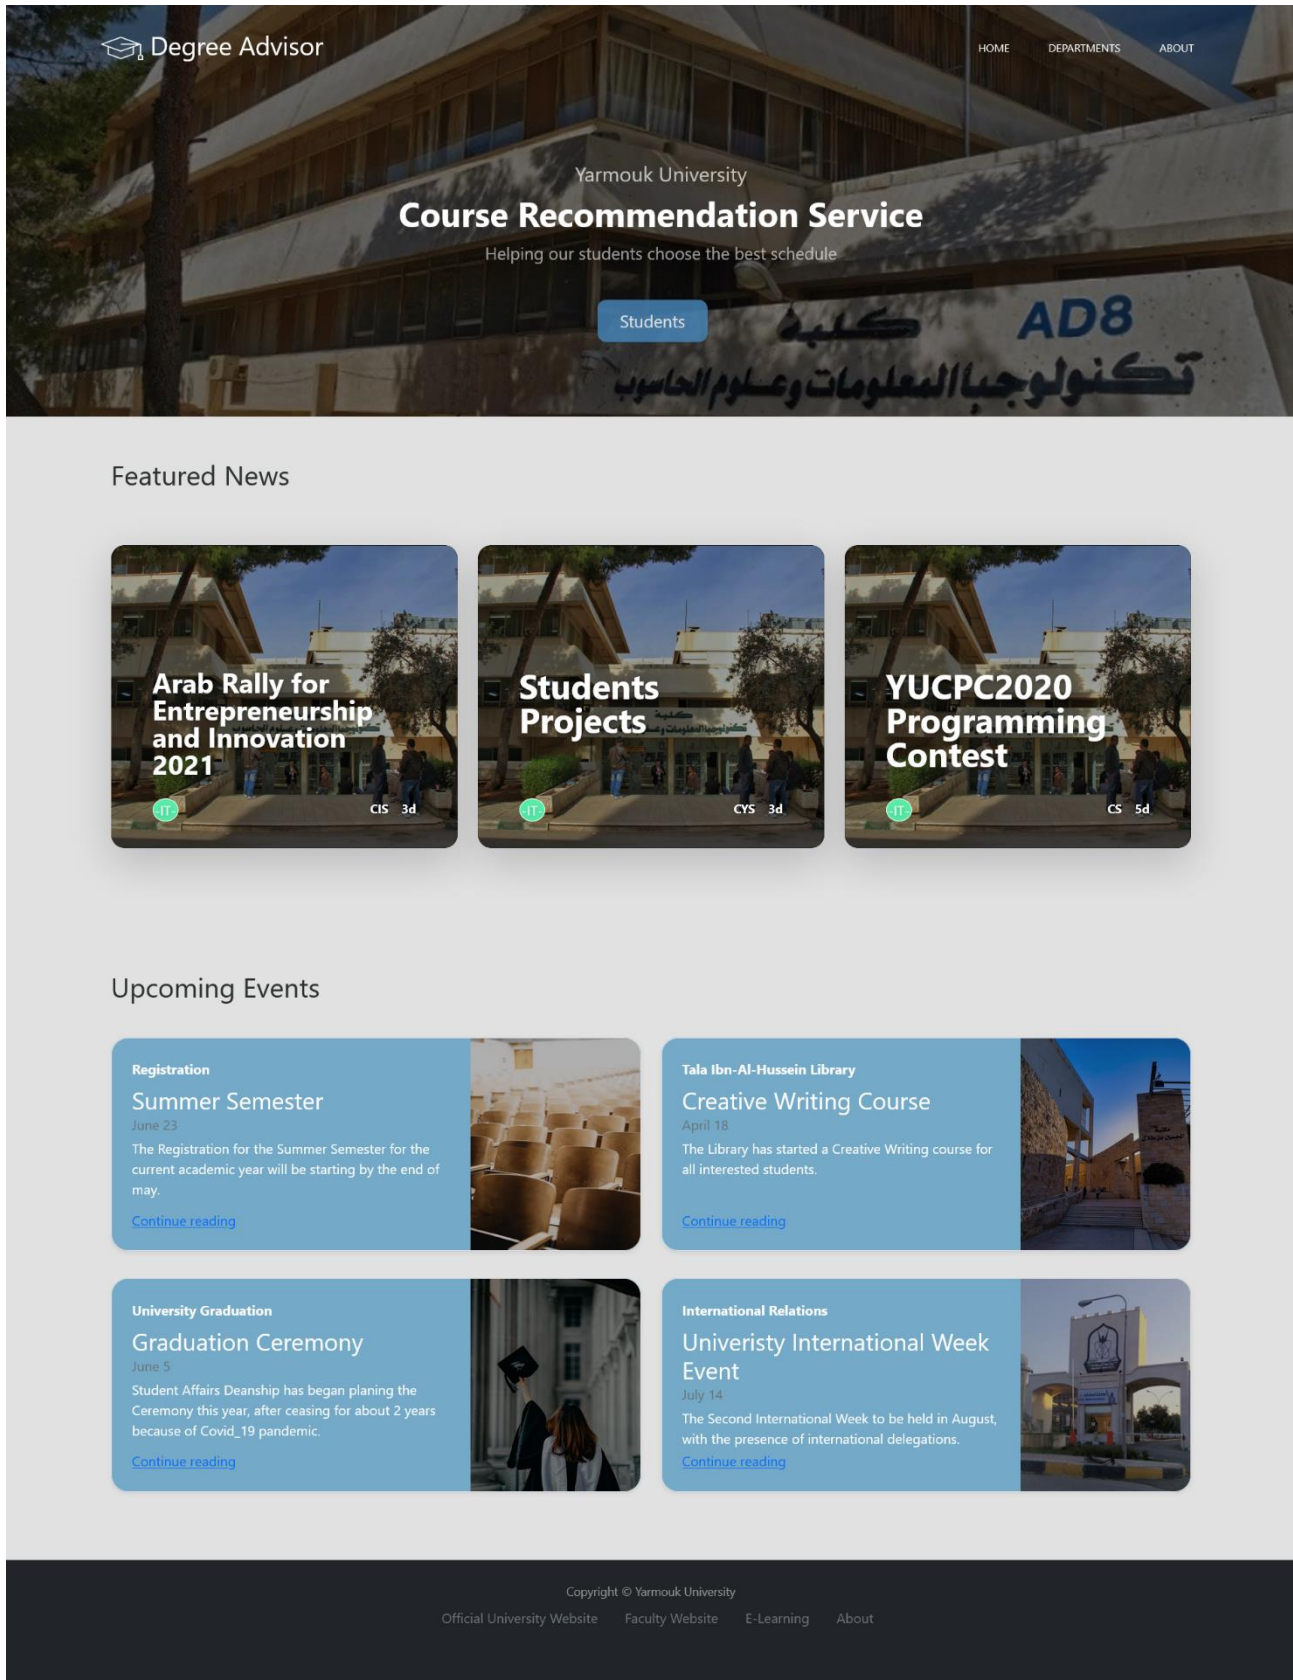 Degree Advisor
HOME DEPARTMENTS ABOUT
Yarmouk University
Course Recommendation Service
Helping our students choose the best schedule
Students
AD8
كلية
تكنولوجيا المعلومات وعلوم الحاسوب
Featured News
Arab Rally for
Entrepreneurship
and Innovation
2021
-IT-
CIS 3d
Students
Projects
-IT-
CYS 3d
YUCPC2020
Programming
Contest
-IT-
CS 5d
Upcoming Events
Registration
Summer Semester
June 23
The Registration for the Summer Semester for the
current academic year will be starting by the end of
may.
Continue reading
Tala Ibn-Al-Hussein Library
Creative Writing Course
April 18
The Library has started a Creative Writing course for
all interested students.
Continue reading
University Graduation
Graduation Ceremony
June 5
Student Affairs Deanship has began planing the
Ceremony this year, after ceasing for about 2 years
because of Covid_19 pandemic.
Continue reading
International Relations
Univeristy International Week
Event
July 14
The Second International Week to be held in August,
with the presence of international delegations.
Continue reading
Copyright © Yarmouk University
Official University Website Faculty Website E-Learning About